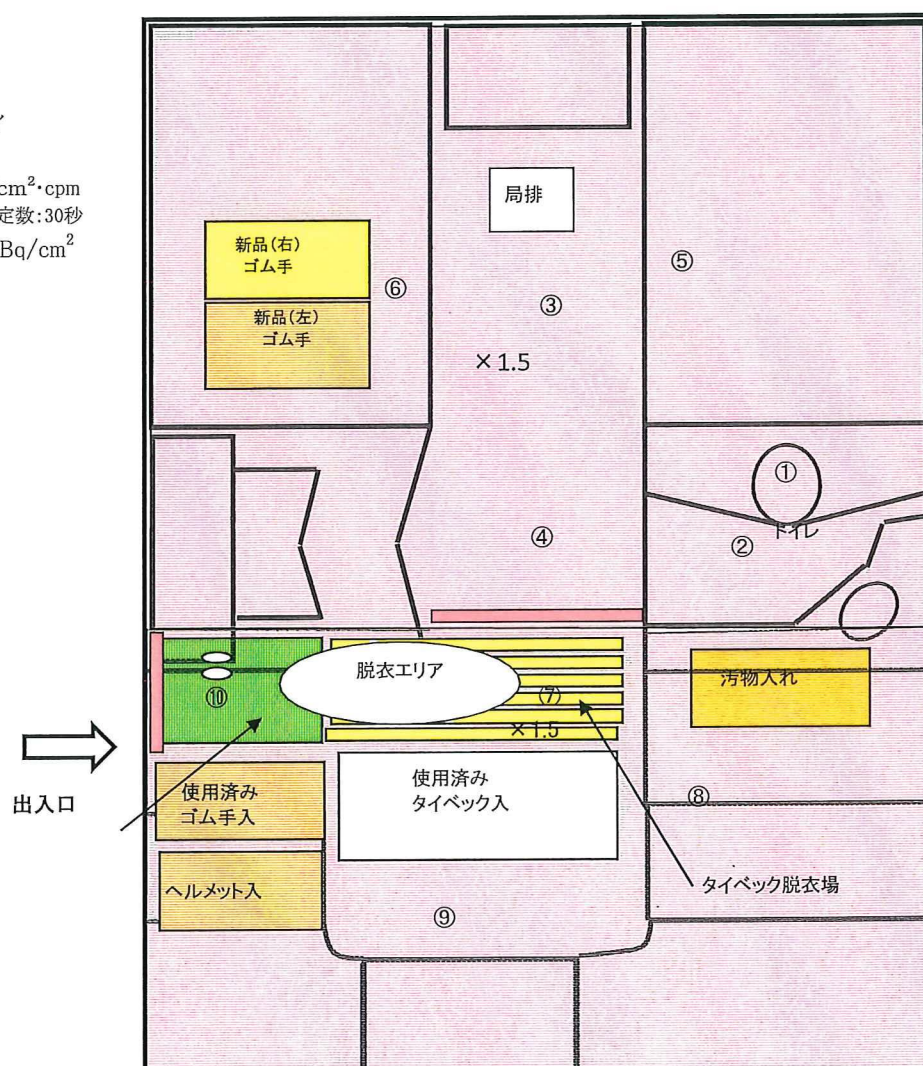 cm²・cpm
定数:30秒
Bq/cm²
局排
新品(右)
ゴム手
⑥
⑤
③
新品(左)
ゴム手
×1.5
①
④
②
トイレ
脱衣エリア
汚物入れ
⑩
⑦
×1.5
出入口
使用済み
ゴム手入
使用済み
タイベック入
⑧
ヘルメット入
タイベック脱衣場
⑨